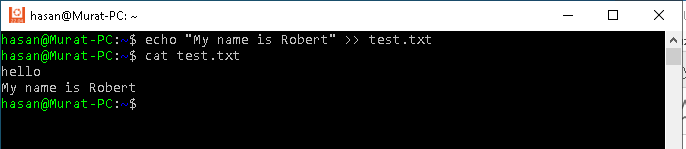 hasan@Murat-PC: ~
hasan@Murat-PC:~$ echo "My name is Robert" >> test.txt
hasan@Murat-PC:~$ cat test.txt
hello
My name is Robert
hasan@Murat-PC:~$